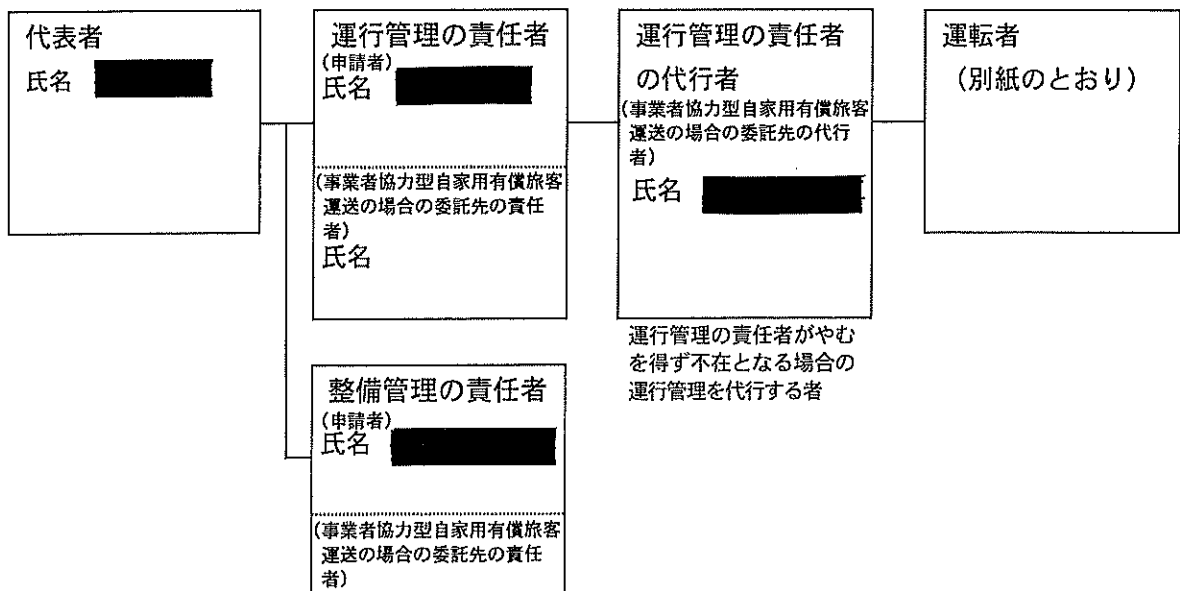 代表者
氏名
運行管理の責任者
(申請者)
氏名
(事業者協力型自家用有償旅客
運送の場合の委託先の責任
者)
氏名
運行管理の責任者
の代行者
(事業者協力型自家用有償旅客
運送の場合の委託先の代行
者)
氏名
運行管理の責任者がやむ
を得ず不在となる場合の
運行管理を代行する者
運転者
(別紙のとおり)
整備管理の責任者
(申請者)
氏名
(事業者協力型自家用有償旅客
運送の場合の委託先の責任
者)